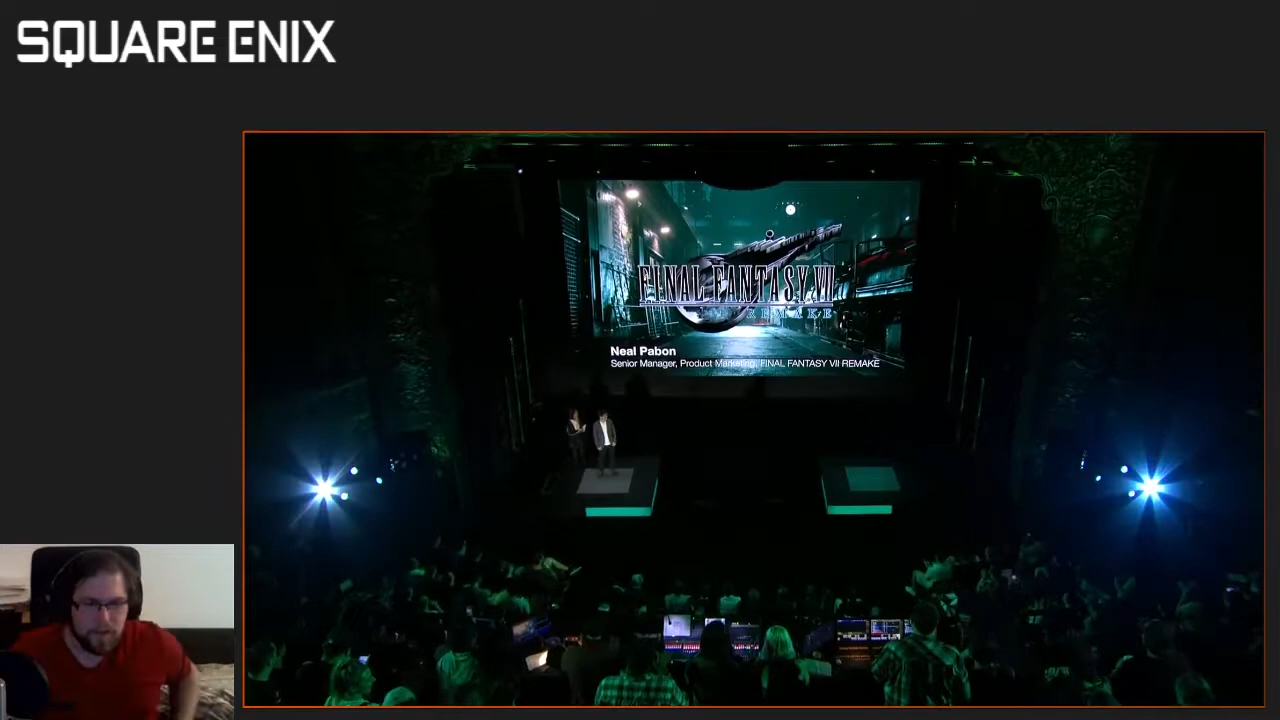 SQUARE ENIX
FINAL FANTASY VII
REMAKE
Neal Pabon
Senior Manager, Product Marketing, FINAL FANTASY VII REMAKE